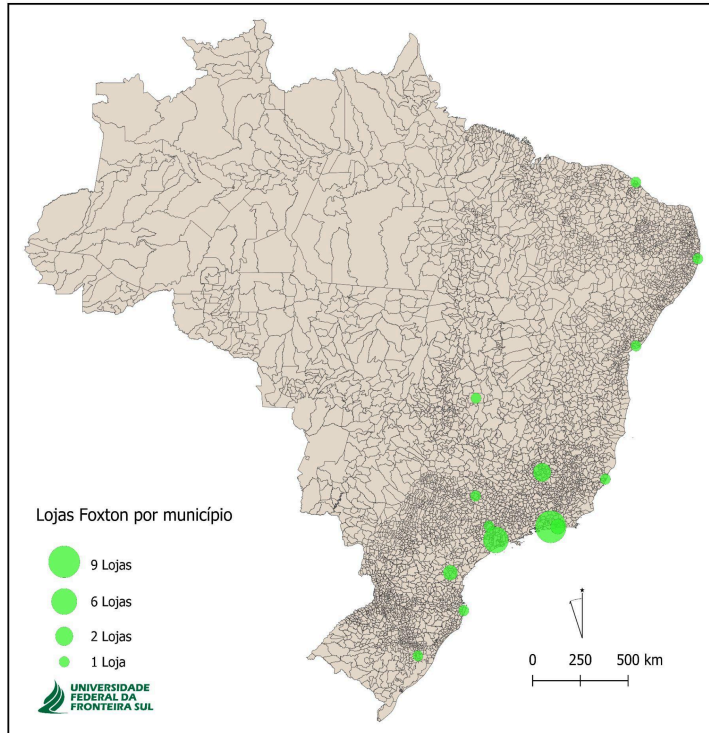 Lojas Foxton por município
9 Lojas
6 Lojas
2 Lojas
1 Loja
UNIVERSIDADE
FEDERAL DA
FRONTEIRA SUL
0 250 500 km